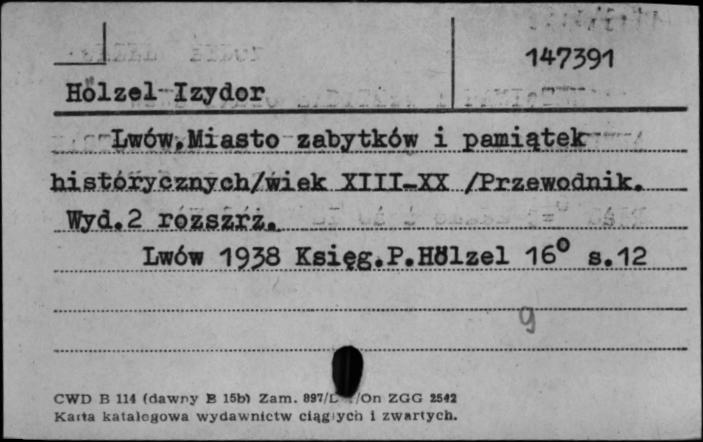 147391
Hölzel Izydor
Lwów.Miasto zabytków i pamiątek
historycznych/wiek XIII-XX /Przewodnik.
Wyd.2 rozszrz.
Lwów 1938 Księg.P.Hölzel 16° s.12
9
CWD B 114 (dawny B 15b) Zam. 897/D /On ZGG 2542
Karta katalogowa wydawnictw ciągłych i zwartych.